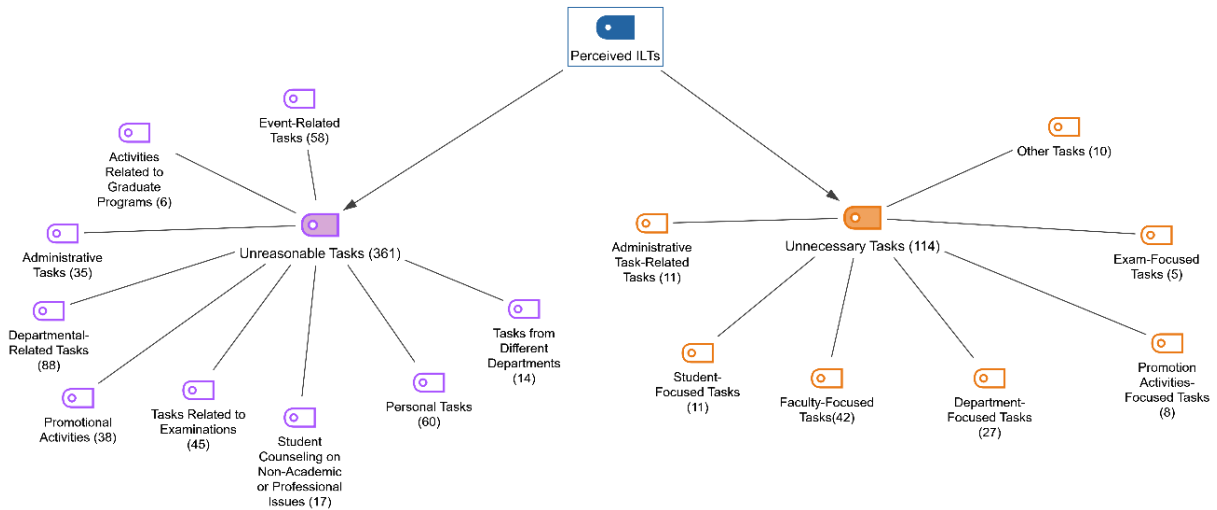 Perceived ILTs
Event-Related
Tasks (58)
Activities
Related to
Graduate
Programs (6)
Administrative
Tasks (35)
Unreasonable Tasks (361)
Departmental-
Related Tasks
(88)
Promotional
Activities (38)
Tasks Related to
Examinations
(45)
Student
Counseling on
Non-Academic
or Professional
Issues (17)
Personal Tasks
(60)
Tasks from
Different
Departments
(14)
Other Tasks (10)
Administrative
Task-Related
Tasks (11)
Unnecessary Tasks (114)
Exam-Focused
Tasks (5)
Student-
Focused Tasks
(11)
Faculty-Focused
Tasks(42)
Department-
Focused Tasks
(27)
Promotion
Activities-
Focused Tasks
(8)